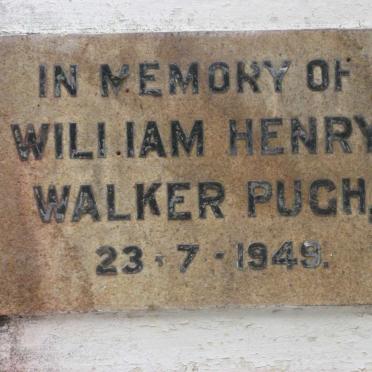 IN MEMORY OF
WILLIAM HENRY
WALKER PUGH,
23-7-1949.